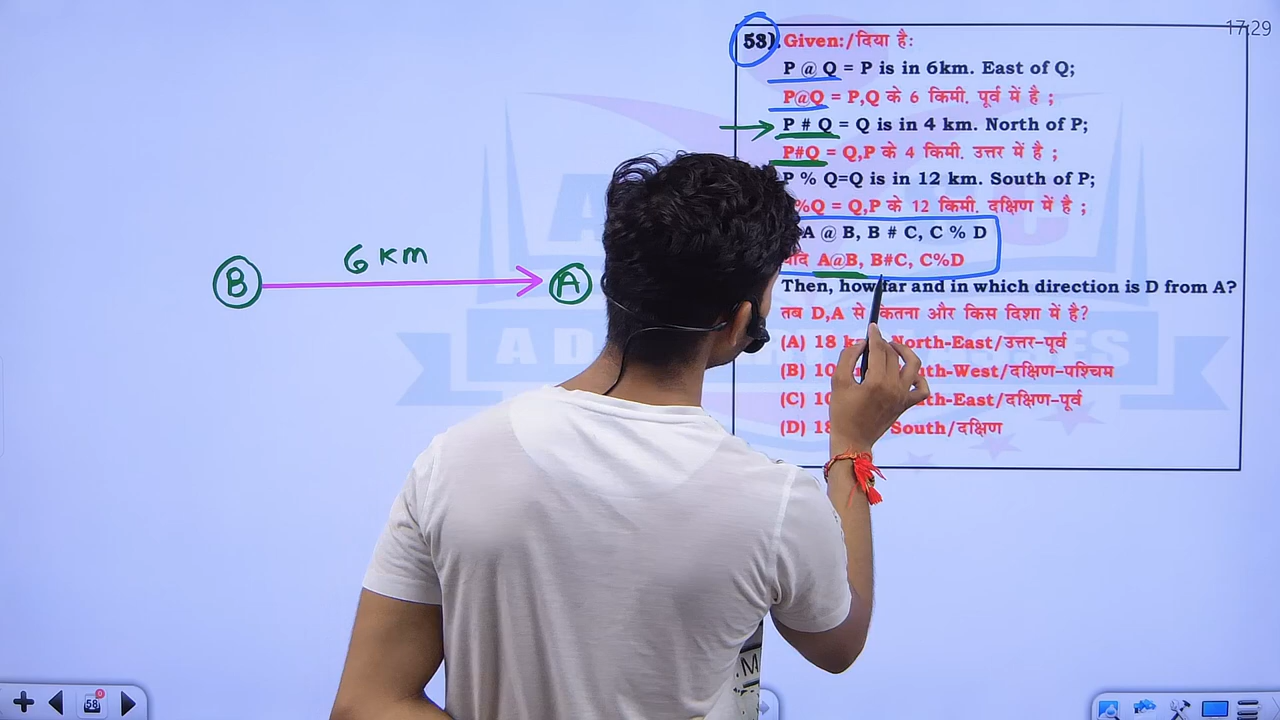 17:29
53). Given:/दिया है:
P @ Q = P is in 6km. East of Q;
P@Q = P,Q के 6 किमी. पूर्व में है ;
P # Q = Q is in 4 km. North of P;
P#Q = Q,P के 4 किमी. उत्तर में है ;
P % Q=Q is in 12 km. South of P;
%Q = Q,P के 12 किमी. दक्षिण में है ;
A @ B, B # C, C % D
यदि A@B, B#C, C%D
Then, how far and in which direction is D from A?
तब D,A से कितना और किस दिशा में है?
(A) 18 North-East/उत्तर-पूर्व
(B) 10 th-West/दक्षिण-पश्चिम
(C) 10 th-East/दक्षिण-पूर्व
(D) 18 South/दक्षिण
6 KM
B A
58